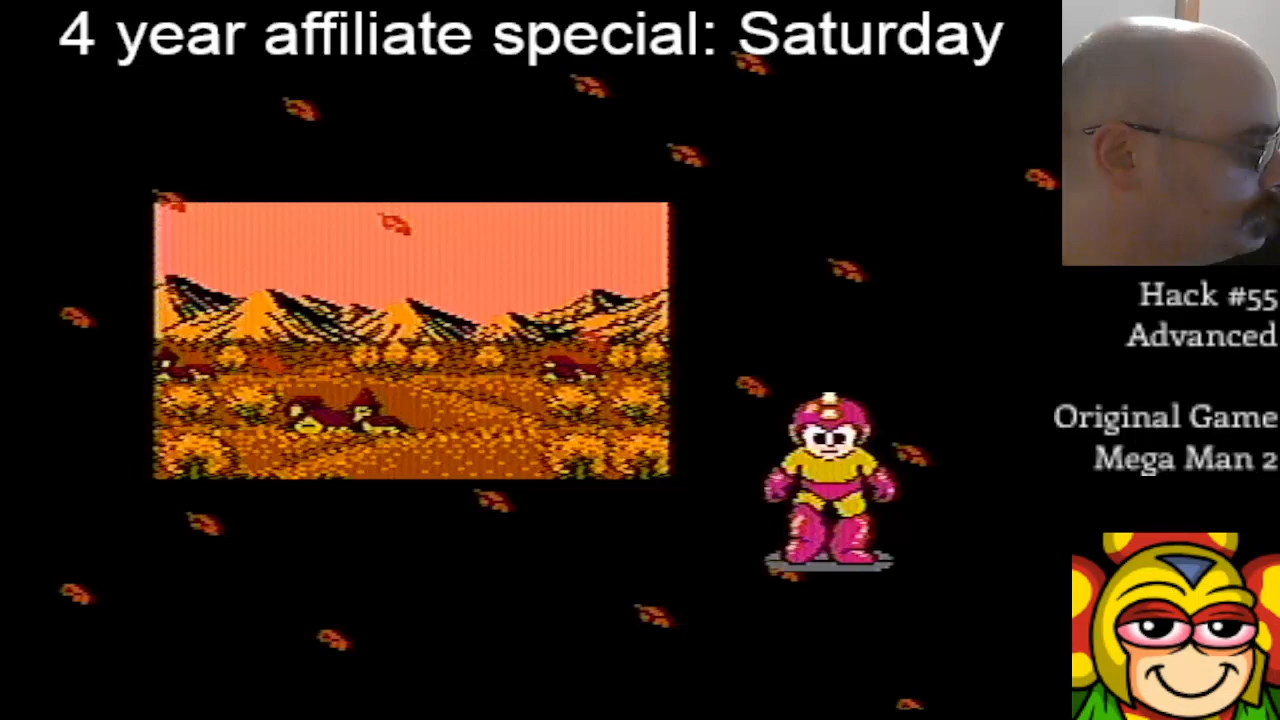 4 year affiliate special: Saturday
Hack #55
Advanced
Original Game
Mega Man 2